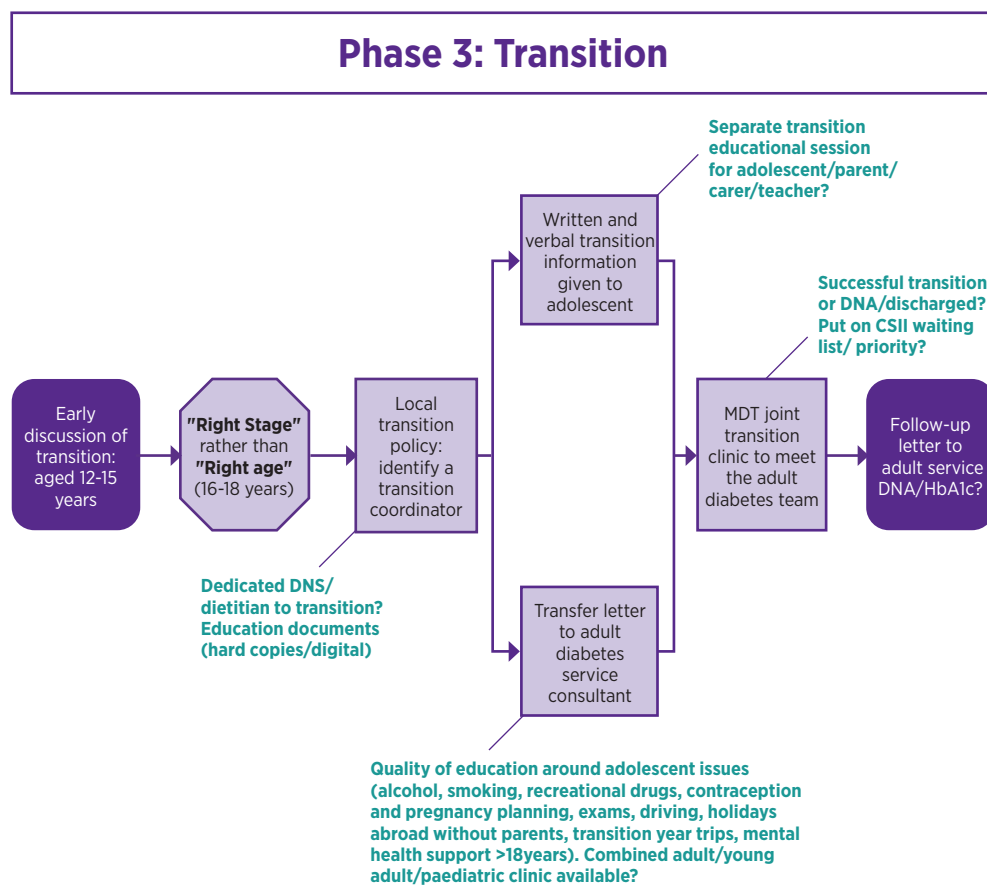 Phase 3: Transition
Separate transition
educational session
for adolescent/parent/
carer/teacher?
Written and
verbal transition
information
given to
adolescent
Successful transition
or DNA/discharged?
Put on CSII waiting
list/ priority?
Early
discussion of
transition:
aged 12-15
years
"Right Stage"
rather than
"Right age"
(16-18 years)
Local
transition
policy:
identify a
transition
coordinator
MDT joint
transition
clinic to meet
the adult
diabetes team
Follow-up
letter to
adult service
DNA/HbA1c?
Dedicated DNS/
dietitian to transition?
Education documents
(hard copies/digital)
Transfer letter
to adult
diabetes
service
consultant
Quality of education around adolescent issues
(alcohol, smoking, recreational drugs, contraception
and pregnancy planning, exams, driving, holidays
abroad without parents, transition year trips, mental
health support >18years). Combined adult/young
adult/paediatric clinic available?